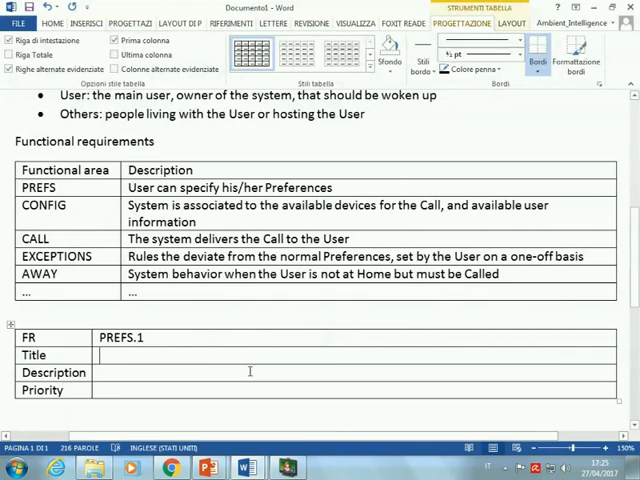 Documento1 - Word
STRUMENTI TABELLA
FILE HOME INSERISCI PROGETTAZI LAYOUT DI P RIFERIMENTI LETTERE REVISIONE VISUALIZZA FOXIT READER PROGETTAZIONE LAYOUT Ambient_Intelligence
Riga di intestazione Prima colonna
Riga Totale Ultima colonna
Righe alternate evidenziate Colonne alternate evidenziate
Sfondo Stili bordo ½ pt Colore penna Bordi Formattazione bordi
Opzioni stile tabella Stili tabella Bordi
• User: the main user, owner of the system, that should be woken up
• Others: people living with the User or hosting the User
Functional requirements
Functional area Description
PREFS User can specify his/her Preferences
CONFIG System is associated to the available devices for the Call, and available user
information
CALL The system delivers the Call to the User
EXCEPTIONS Rules the deviate from the normal Preferences, set by the User on a one-off basis
AWAY System behavior when the User is not at Home but must be Called
... ...
FR PREFS.1
Title
Description
Priority
PAGINA 1 DI 1 216 PAROLE INGLESE (STATI UNITI) 150%
IT 17:25
27/04/2017